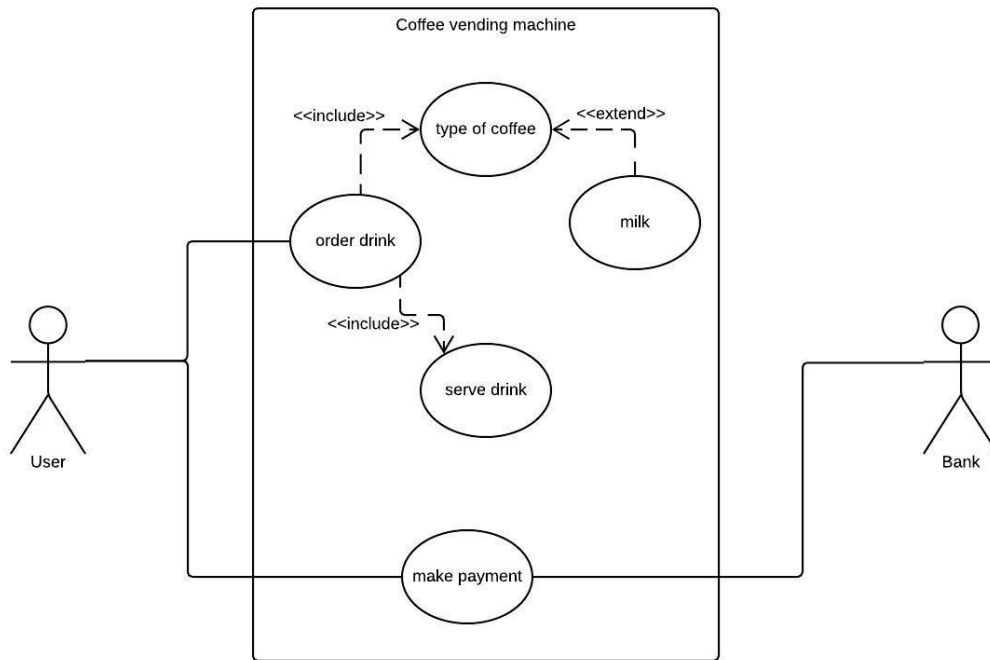 Coffee vending machine
<<include>>
<<extend>>
type of coffee
milk
order drink
<<include>>
serve drink
User
Bank
make payment